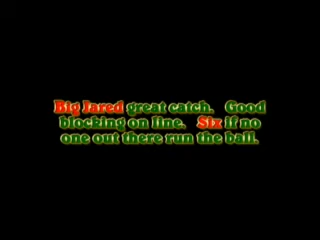 Big Jared great catch. Good
blocking on line. Six if no
one out there run the ball.